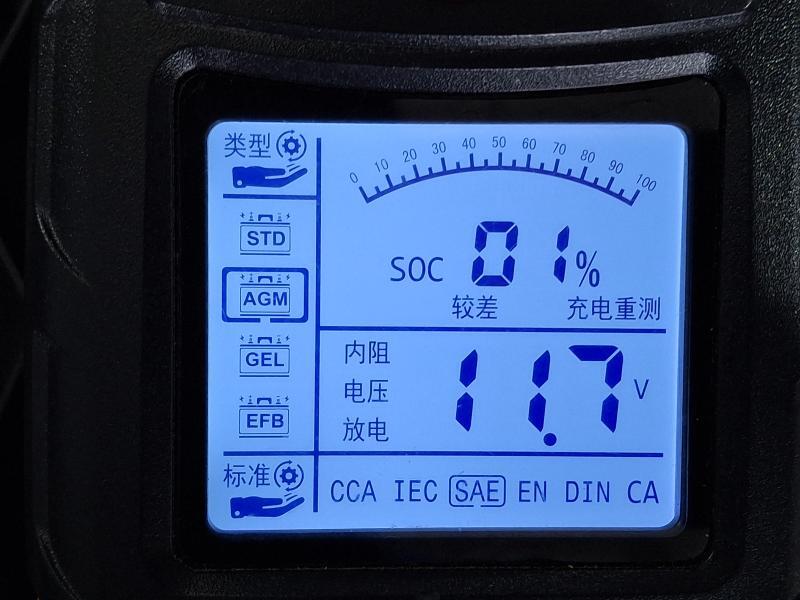 类型
0 10 20 30 40 50 60 70 80 90 100
STD
SOC 01%
AGM
较差 充电重测
内阻
GEL
电压 11.7 V
EFB
放电
标准
CCA IEC SAE EN DIN CA